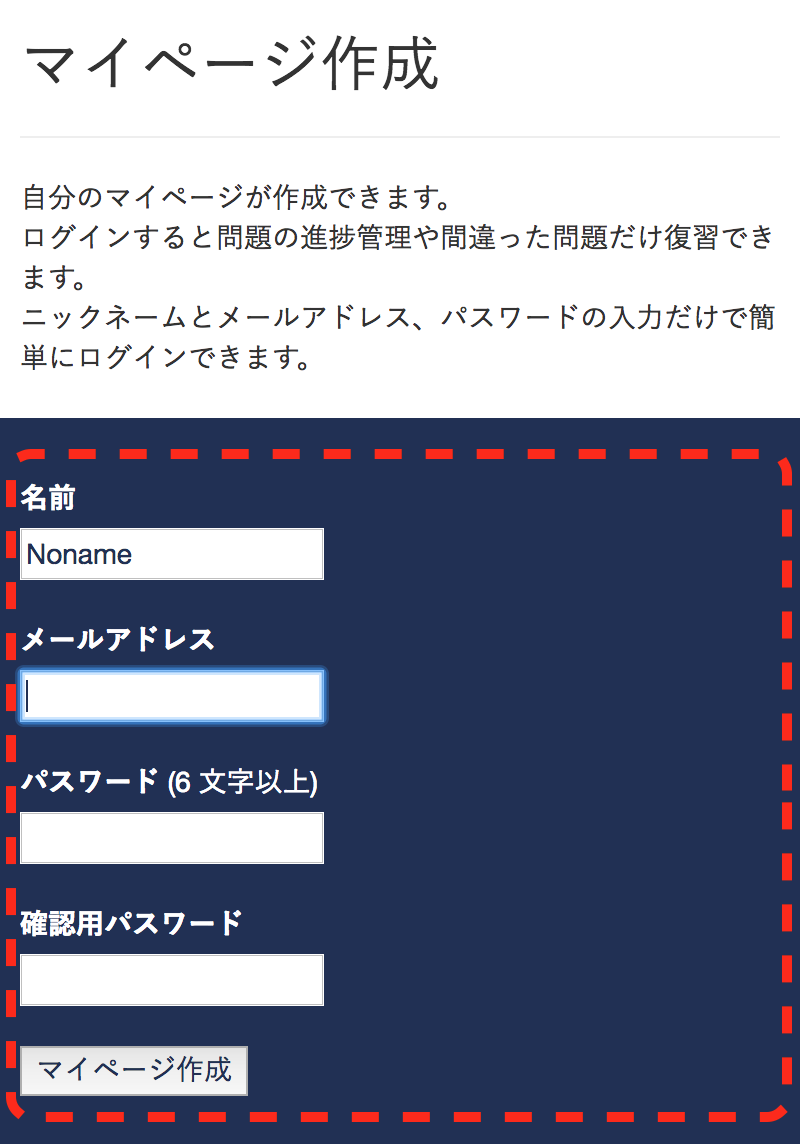 マイページ作成
自分のマイページが作成できます。
ログインすると問題の進捗管理や間違った問題だけ復習でき
ます。
ニックネームとメールアドレス、パスワードの入力だけで簡
単にログインできます。
名前
Noname
メールアドレス
パスワード (6 文字以上)
確認用パスワード
マイページ作成